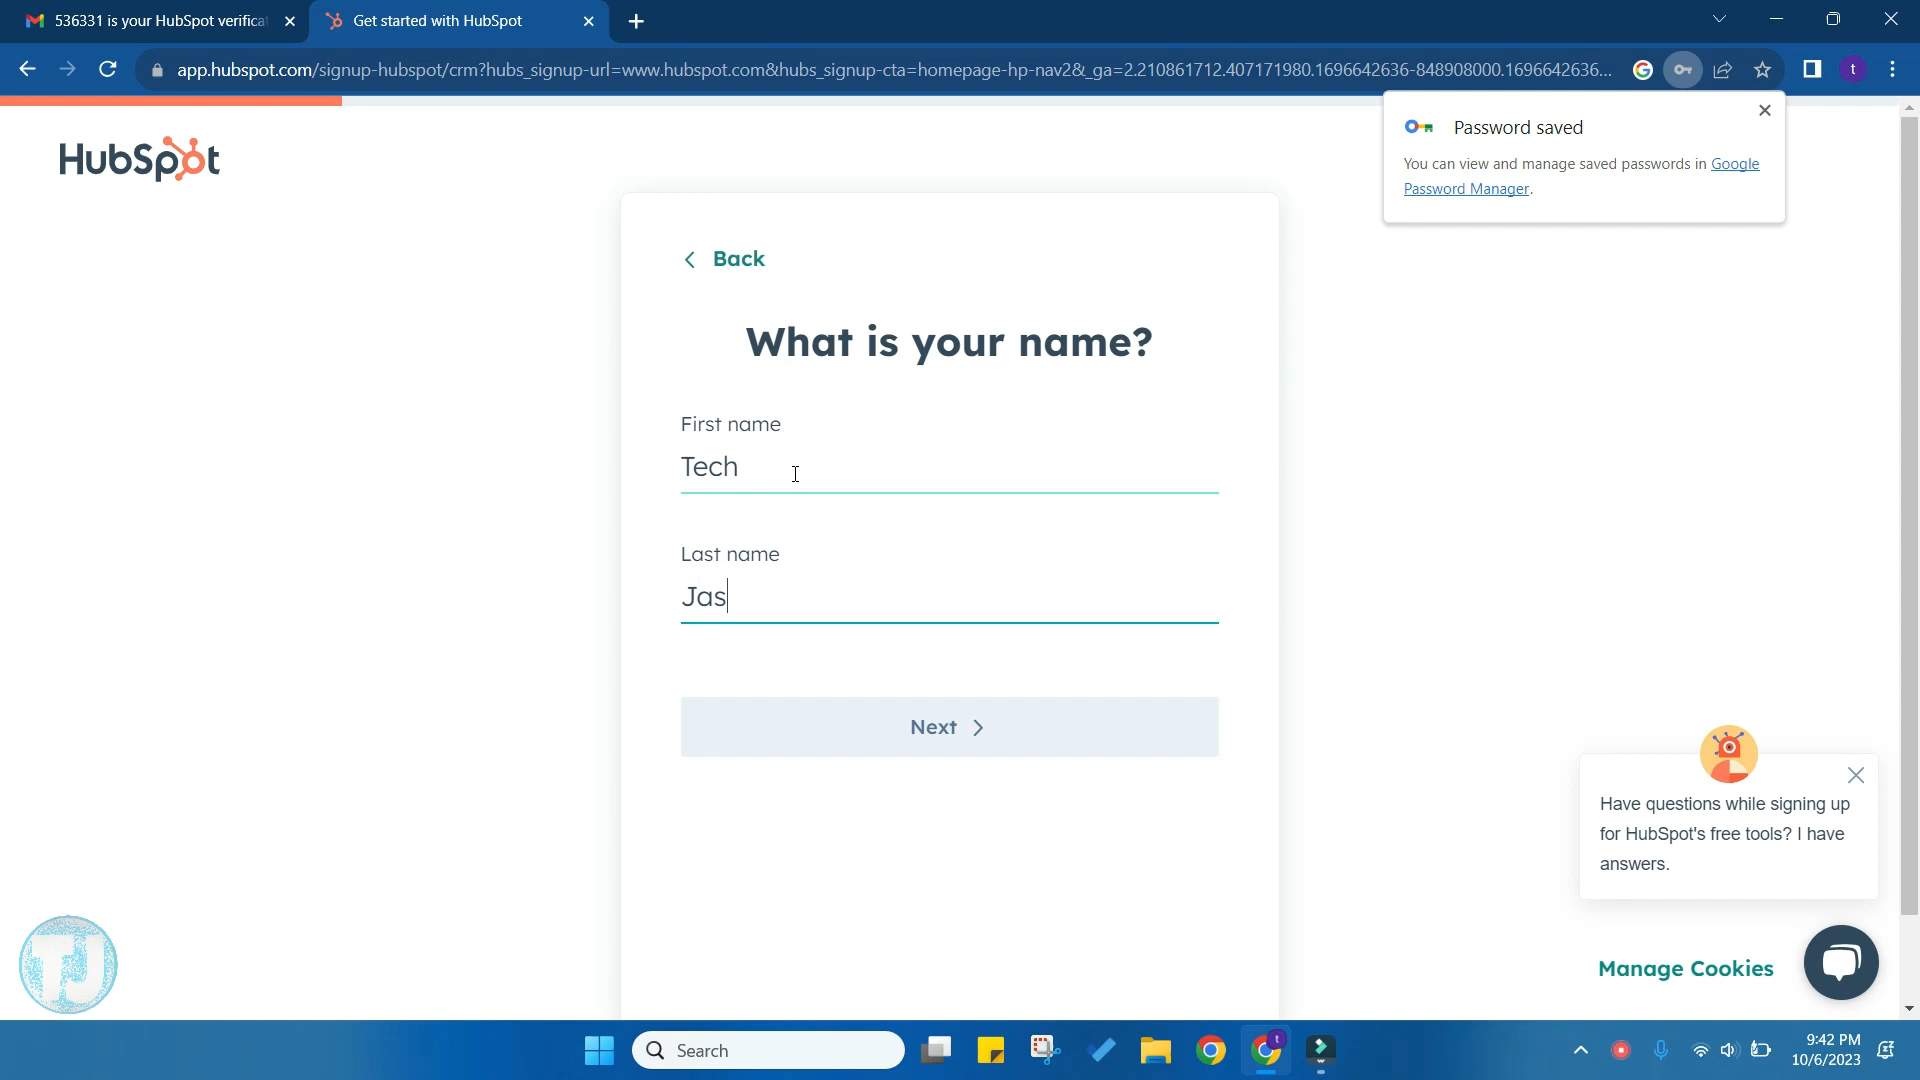 536331 is your HubSpot verifica
Get started with HubSpot
app.hubspot.com/signup-hubspot/crm?hubs_signup-url=www.hubspot.com&hubs_signup-cta=homepage-hp-nav2&_ga=2.210861712.407171980.1696642636-848908000.1696642636...
t
Password saved
You can view and manage saved passwords in Google
Password Manager.
HubSpot
Back
What is your name?
First name
Tech
Last name
Jas
Next
Have questions while signing up
for HubSpot's free tools? I have
answers.
Manage Cookies
TJ
Search
t
9:42 PM
10/6/2023